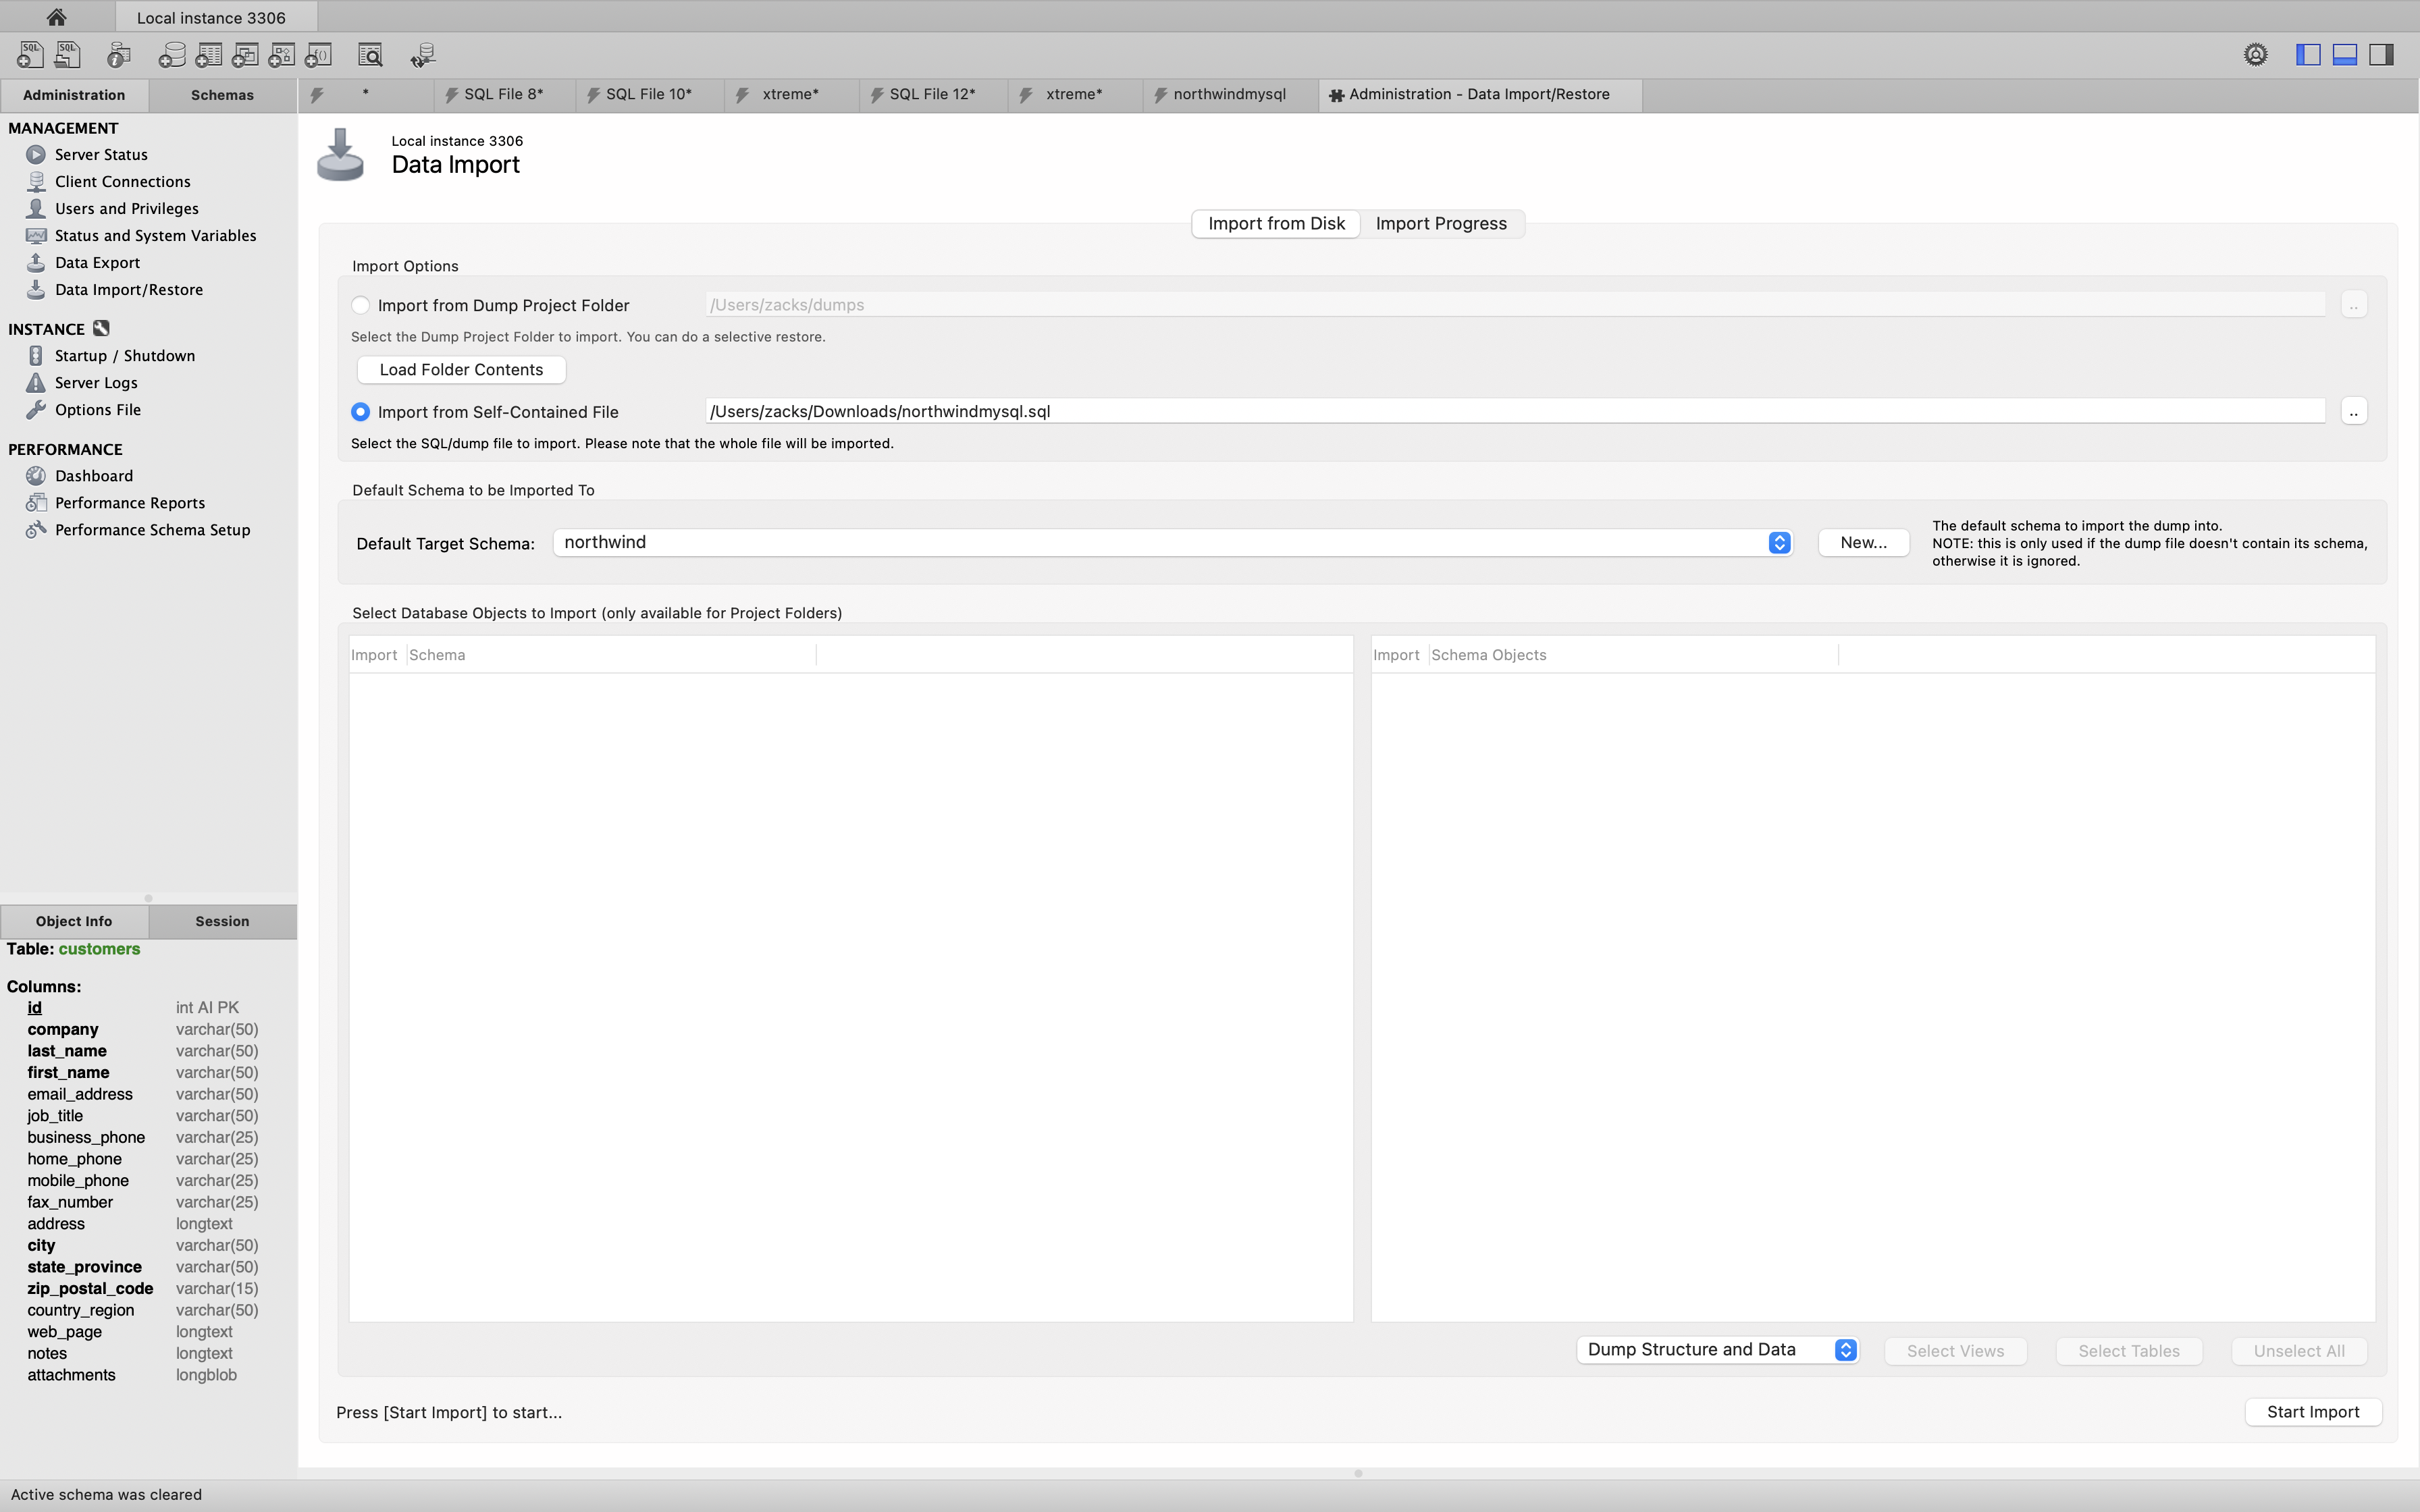 Local instance 3306
Administration
Schemas
*
SQL File 8*
SQL File 10*
xtreme*
SQL File 12*
xtreme*
northwindmysql
Administration - Data Import/Restore
MANAGEMENT
Server Status
Client Connections
Users and Privileges
Status and System Variables
Data Export
Data Import/Restore
INSTANCE
Startup / Shutdown
Server Logs
Options File
PERFORMANCE
Dashboard
Performance Reports
Performance Schema Setup
Object Info
Session
Table: customers
Columns:
id int AI PK
company varchar(50)
last_name varchar(50)
first_name varchar(50)
email_address varchar(50)
job_title varchar(50)
business_phone varchar(25)
home_phone varchar(25)
mobile_phone varchar(25)
fax_number varchar(25)
address longtext
city varchar(50)
state_province varchar(50)
zip_postal_code varchar(15)
country_region varchar(50)
web_page longtext
notes longtext
attachments longblob
Local instance 3306
Data Import
Import from Disk
Import Progress
Import Options
Import from Dump Project Folder /Users/zacks/dumps ..
Select the Dump Project Folder to import. You can do a selective restore.
Load Folder Contents
Import from Self-Contained File /Users/zacks/Downloads/northwindmysql.sql ..
Select the SQL/dump file to import. Please note that the whole file will be imported.
Default Schema to be Imported To
Default Target Schema: northwind New...
The default schema to import the dump into.
NOTE: this is only used if the dump file doesn't contain its schema,
otherwise it is ignored.
Select Database Objects to Import (only available for Project Folders)
Import Schema
Import Schema Objects
Dump Structure and Data
Select Views
Select Tables
Unselect All
Press [Start Import] to start...
Start Import
Active schema was cleared